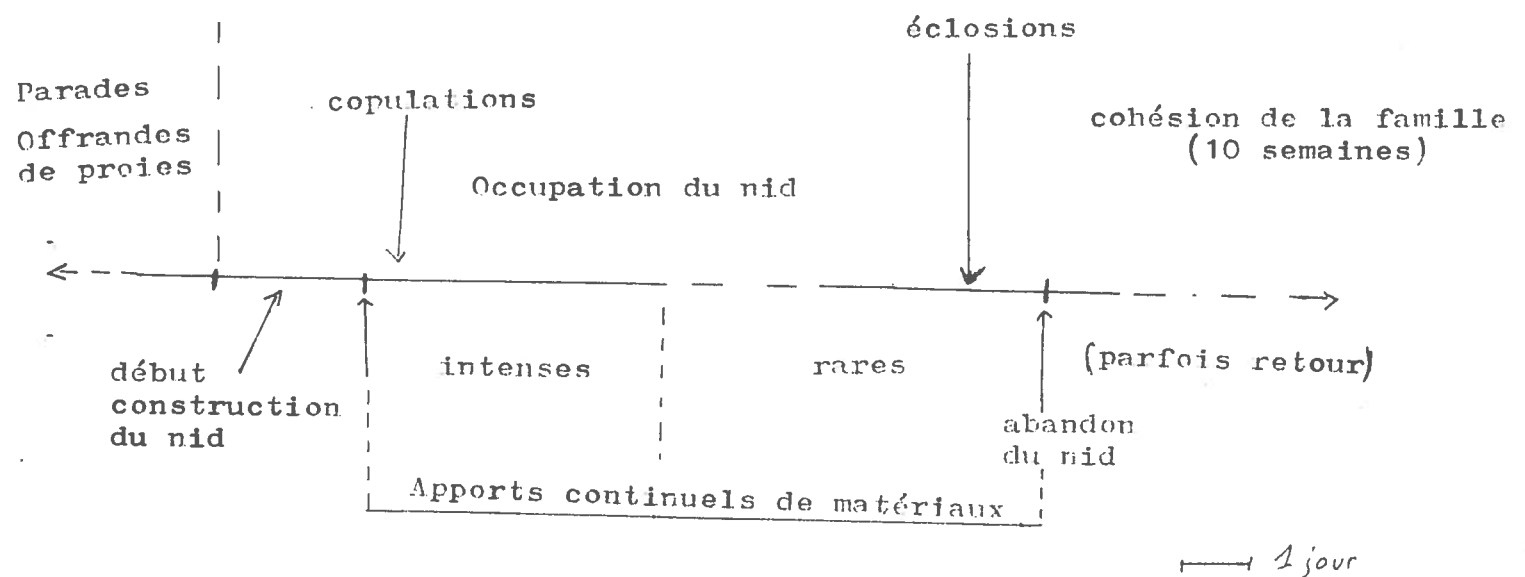 éclosions
Parades
Offrandes
de proies
copulations
cohésion de la famille
(10 semaines)
Occupation du nid
début
construction
du nid
intenses
rares
(parfois retour)
abandon
du nid
Apports continuels de matériaux
1 jour